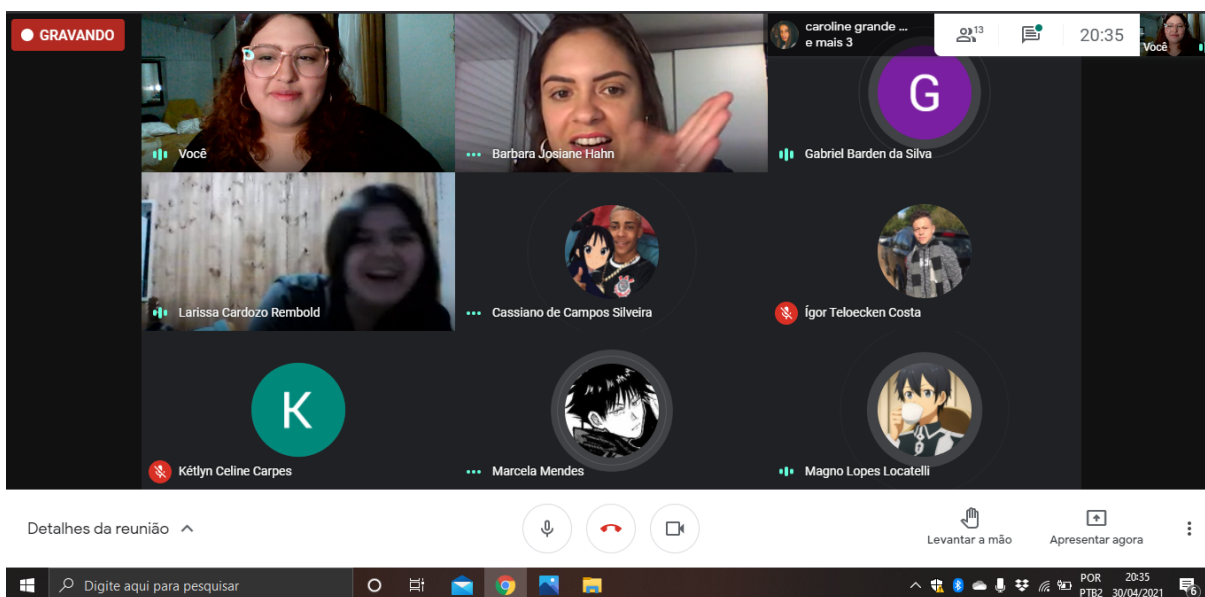 GRAVANDO
caroline grande ...
e mais 3
13
20:35
Você
Você
Barbara Josiane Hahn
G
Gabriel Barden da Silva
Larissa Cardozo Rembold
Cassiano de Campos Silveira
Ígor Teloecken Costa
K
Kétlyn Celine Carpes
Marcela Mendes
Magno Lopes Locatelli
Detalhes da reunião
Levantar a mão
Apresentar agora
Digite aqui para pesquisar
POR
PTB2
20:35
30/04/2021
6